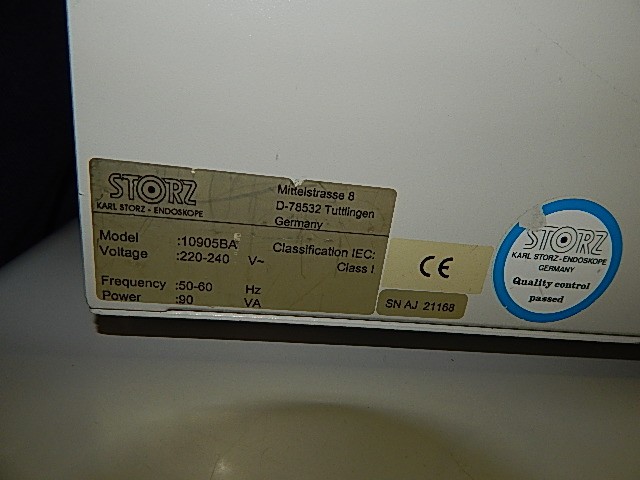 STORZ
KARL STORZ - ENDOSKOPE
Mittelstrasse 8
D-78532 Tuttlingen
Germany
Model :10905BA
Voltage :220-240 V~
Classification IEC:
Class I
Frequency :50-60 Hz
Power :90 VA
CE
SN AJ 21168
STORZ
KARL STORZ - ENDOSKOPE
GERMANY
Quality control
passed